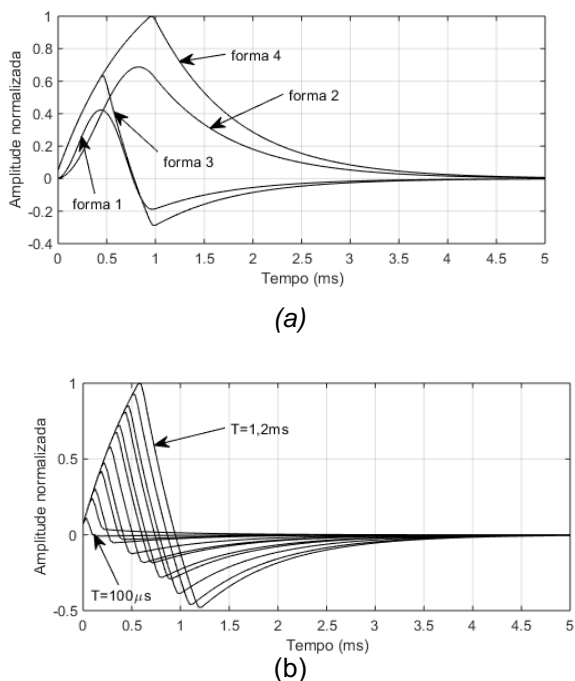 Amplitude normalizada
1
0.8
0.6
0.4
0.2
0
-0.2
-0.4
forma 4
forma 2
forma 3
forma 1
0 0.5 1 1.5 2 2.5 3 3.5 4 4.5 5
Tempo (ms)
(a)
Amplitude normalizada
1
0.5
0
-0.5
T=1,2ms
T=100μs
0 0.5 1 1.5 2 2.5 3 3.5 4 4.5 5
Tempo (ms)
(b)